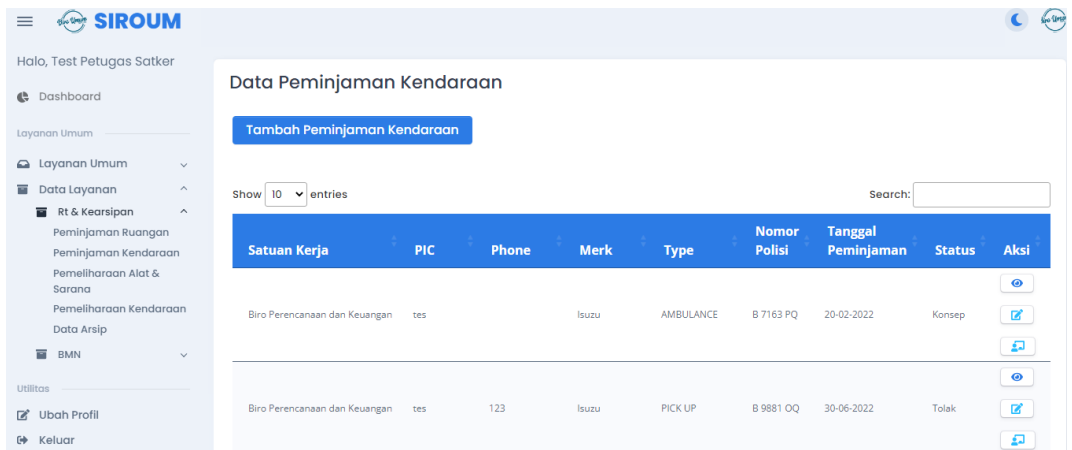 SIROUM
Halo, Test Petugas Satker
Dashboard
Layanan Umum
Layanan Umum
Data Layanan
Rt & Kearsipan
Peminjaman Ruangan
Peminjaman Kendaraan
Pemeliharaan Alat &
Sarana
Pemeliharaan Kendaraan
Data Arsip
BMN
Utilitas
Ubah Profil
Keluar
Data Peminjaman Kendaraan
Tambah Peminjaman Kendaraan
Show 10 entries
Search:
Satuan Kerja PIC Phone Merk Type Nomor Polisi Tanggal Peminjaman Status Aksi
Biro Perencanaan dan Keuangan tes Isuzu AMBULANCE B 7163 PQ 20-02-2022 Konsep
Biro Perencanaan dan Keuangan tes 123 Isuzu PICK UP B 9881 OQ 30-06-2022 Tolak